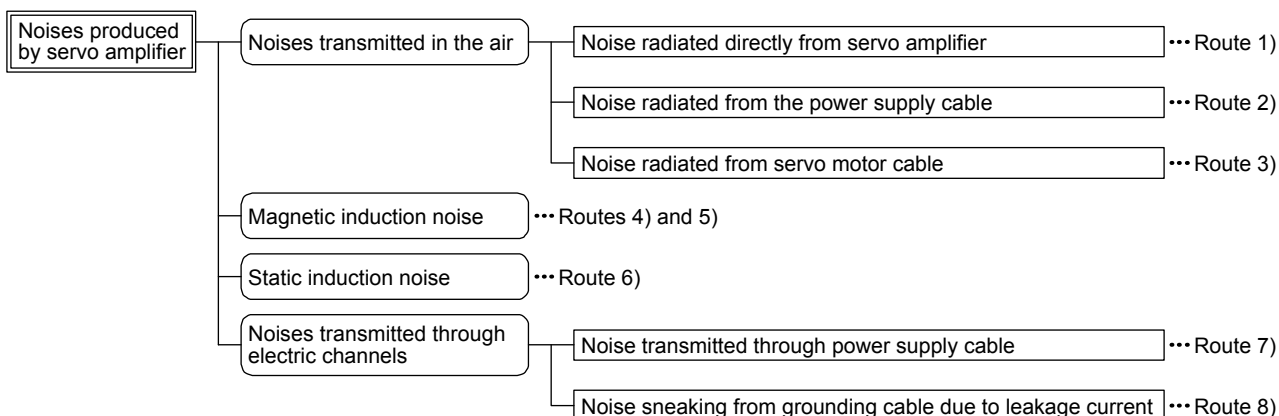 Noises produced
by servo amplifier
Noises transmitted in the air
Noise radiated directly from servo amplifier
••• Route 1)
Noise radiated from the power supply cable
••• Route 2)
Noise radiated from servo motor cable
••• Route 3)
Magnetic induction noise
••• Routes 4) and 5)
Static induction noise
••• Route 6)
Noises transmitted through
electric channels
Noise transmitted through power supply cable
••• Route 7)
Noise sneaking from grounding cable due to leakage current
••• Route 8)